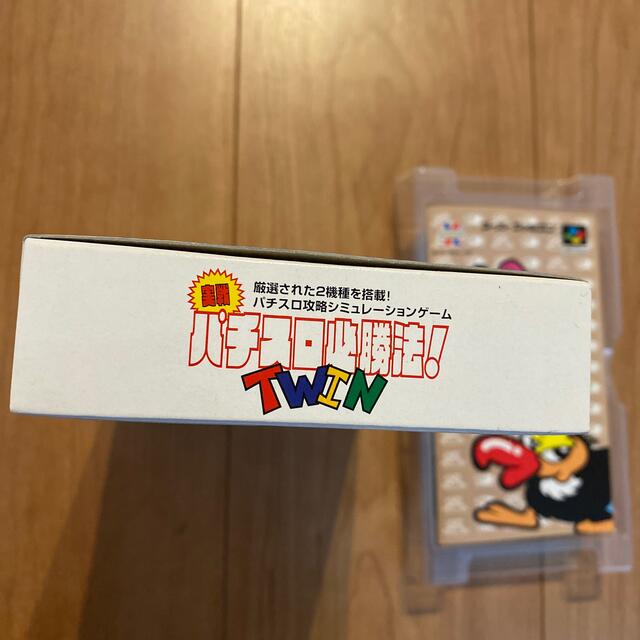 厳選された2機種を搭載!
パチスロ攻略シミュレーションゲーム
実戦
パチスロ必勝法!
TWIN